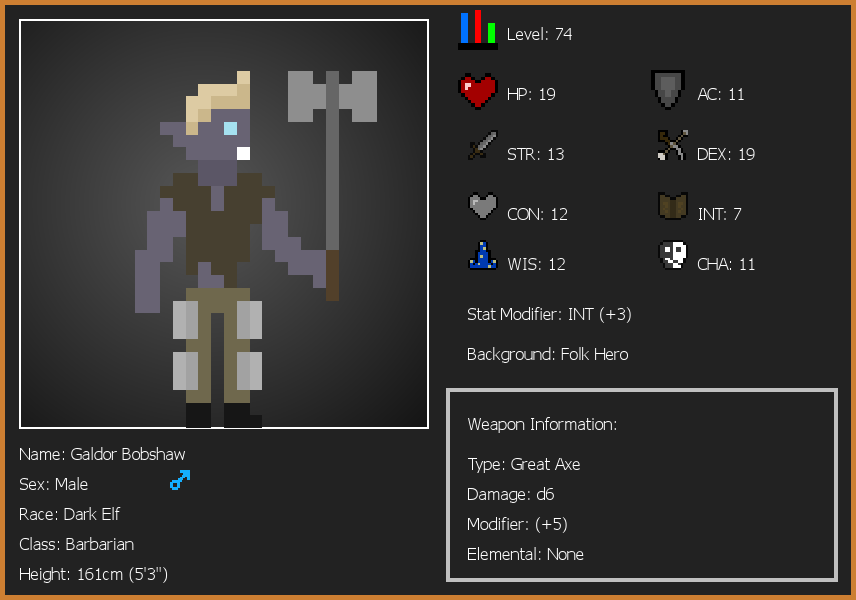 Level: 74
HP: 19
AC: 11
STR: 13
DEX: 19
CON: 12
INT: 7
WIS: 12
CHA: 11
Stat Modifier: INT (+3)
Background: Folk Hero
Weapon Information:
Type: Great Axe
Damage: d6
Modifier: (+5)
Elemental: None
Name: Galdor Bobshaw
Sex: Male
Race: Dark Elf
Class: Barbarian
Height: 161cm (5'3")